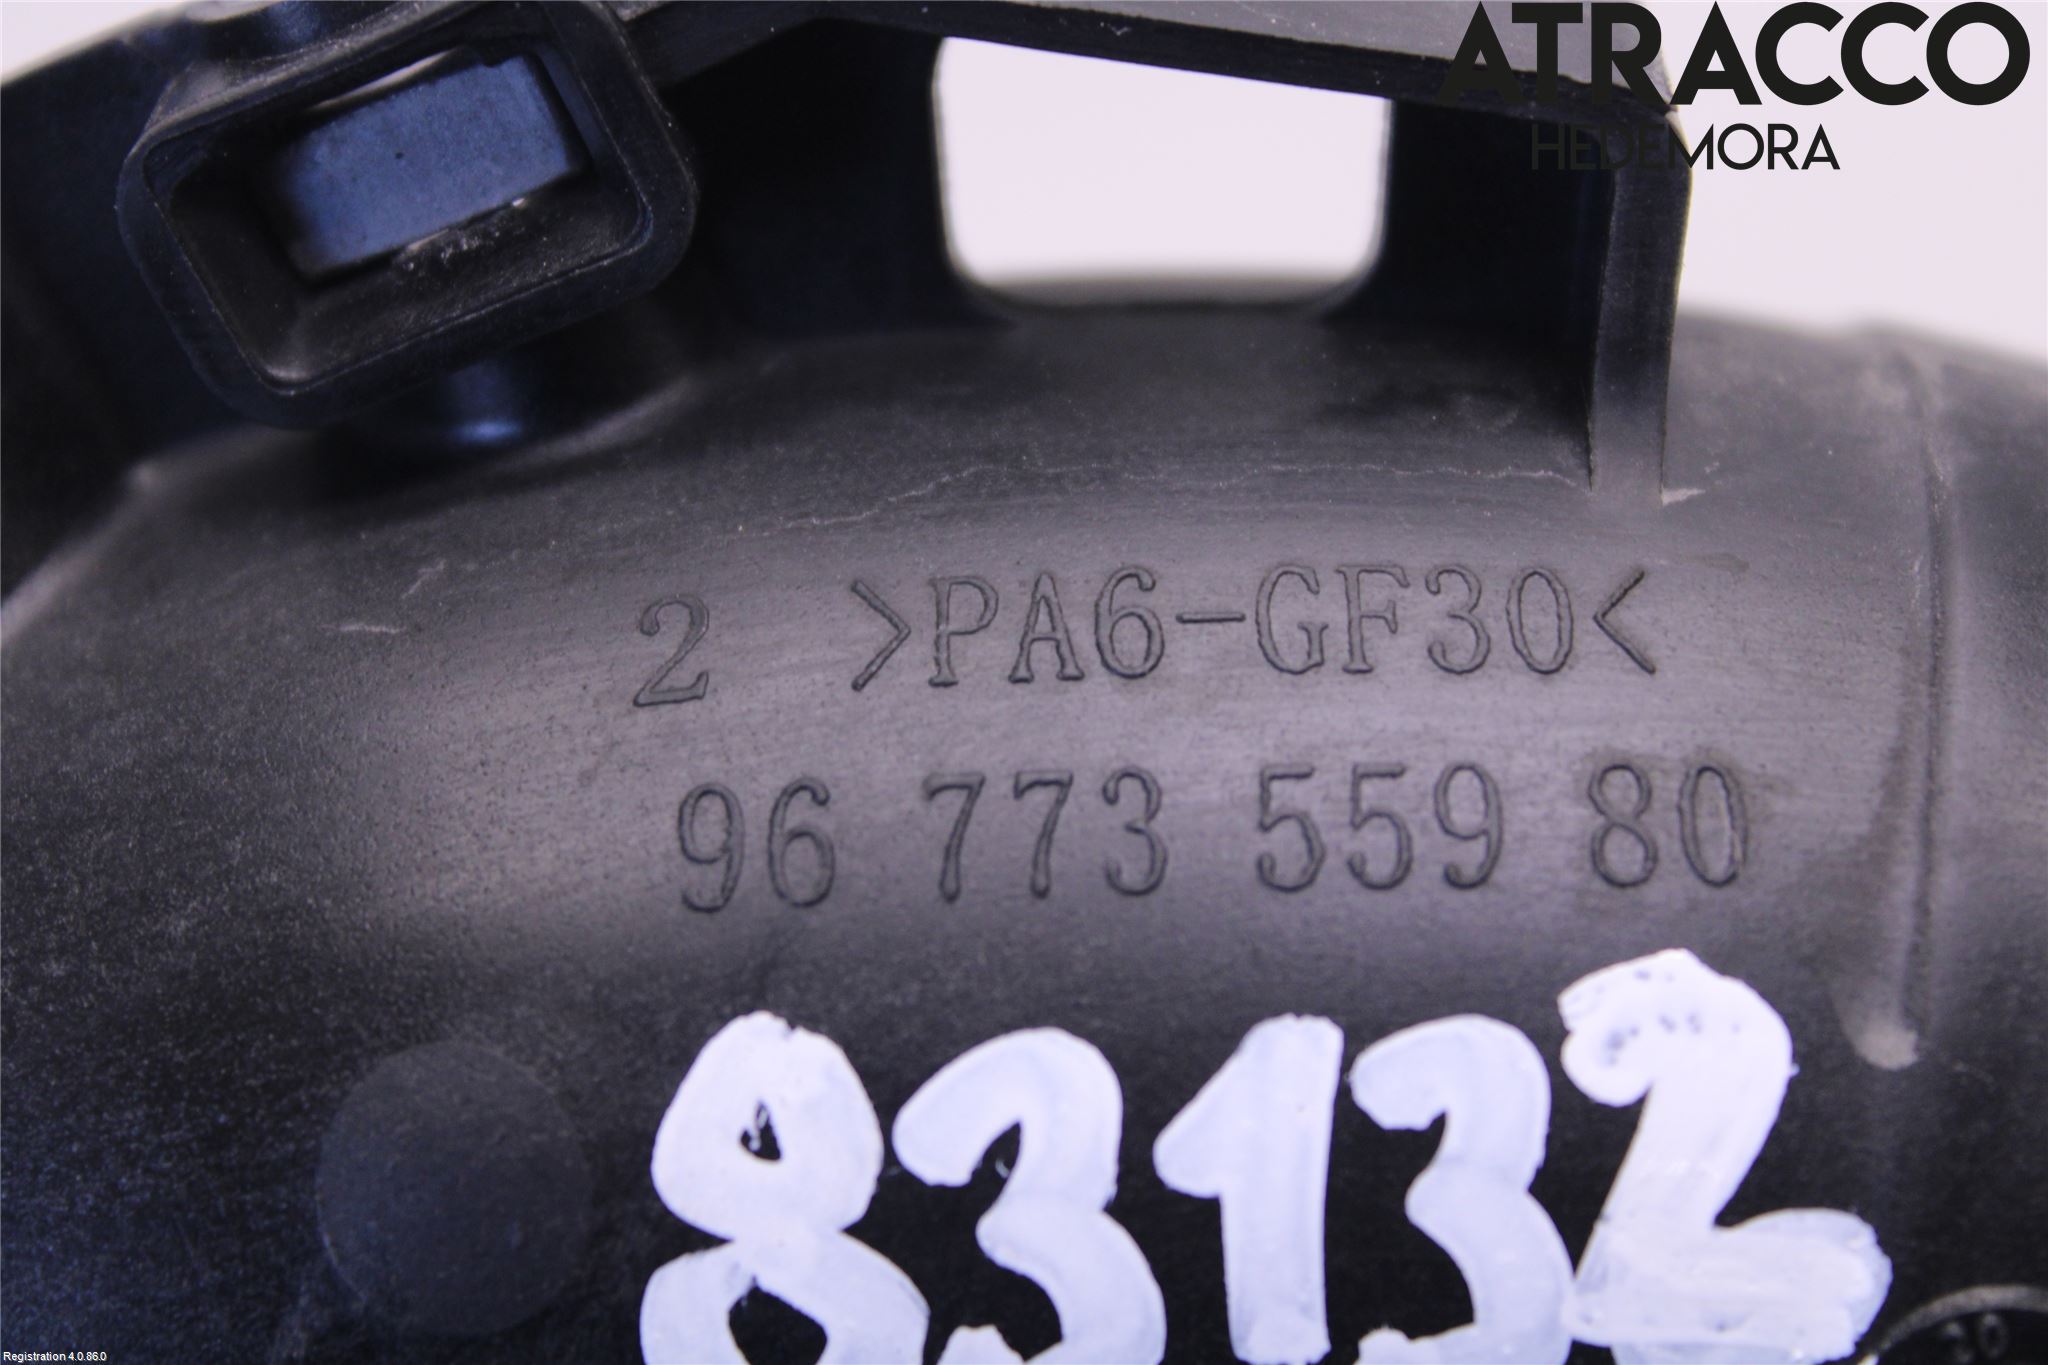 ATRACCO
HEDEMORA
2 >PA6-GF30<
96 773 559 80
83132
Registration 4.0.86.0